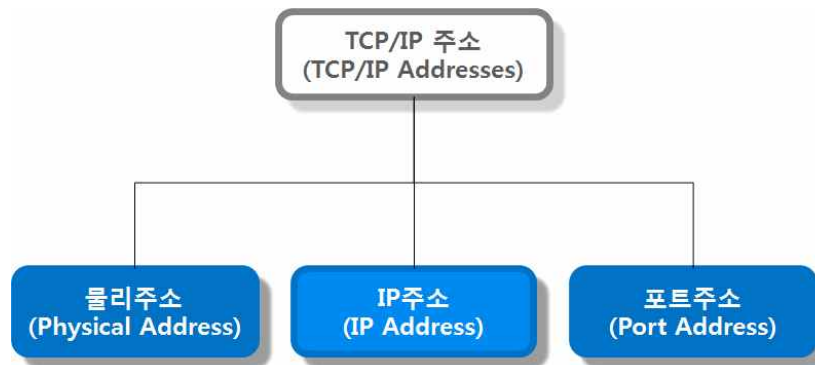 TCP/IP 주소
(TCP/IP Addresses)
물리주소
(Physical Address)
IP주소
(IP Address)
포트주소
(Port Address)